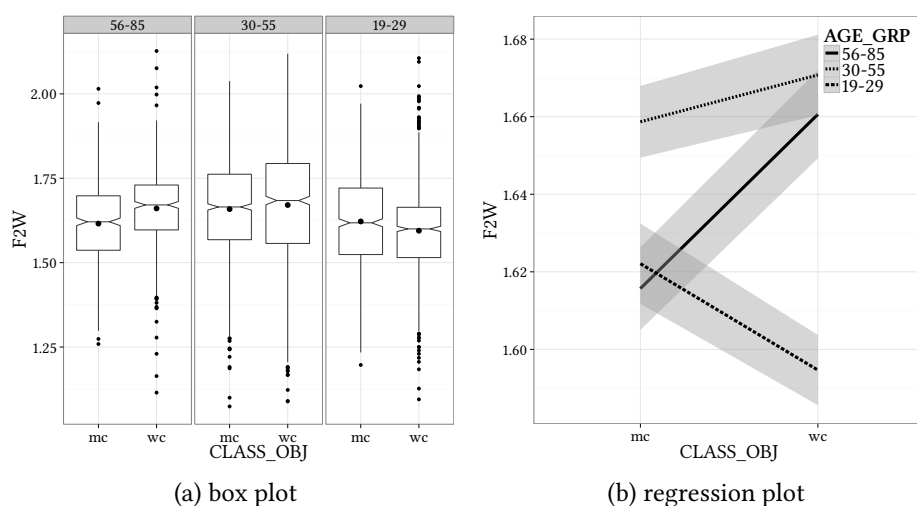 56-85 30-55 19-29
2.00
1.75
1.50
1.25
F2W
mc wc mc wc mc wc
CLASS_OBJ
(a) box plot
1.68
1.66
1.64
1.62
1.60
F2W
AGE_GRP
56-85
30-55
19-29
mc wc
CLASS_OBJ
(b) regression plot